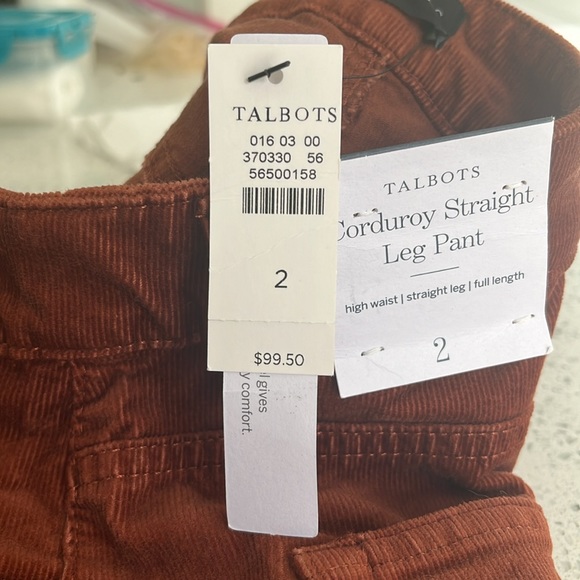 TALBOTS
016 03 00
370330 56
56500158
2
$99.50
gives
comfort.
TALBOTS
Corduroy Straight
Leg Pant
high waist | straight leg | full length
2